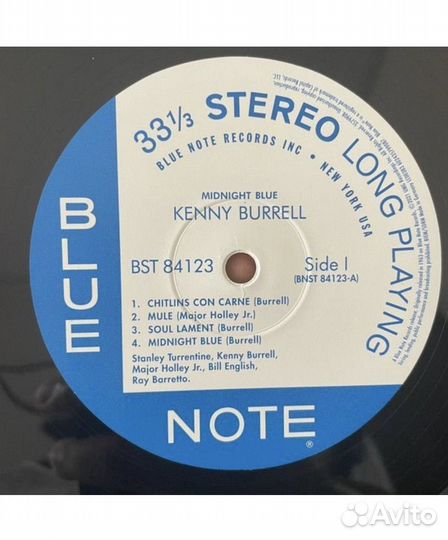 33 1/3 STEREO LONG PLAYING
BLUE NOTE RECORDS INC • NEW YORK USA
MIDNIGHT BLUE
KENNY BURRELL
BST 84123
Side I
(BNST 84123-A)
1. CHITLINS CON CARNE (Burrell)
2. MULE (Major Holley Jr.)
3. SOUL LAMENT (Burrell)
4. MIDNIGHT BLUE (Burrell)
Stanley Turrentine, Kenny Burrell,
Major Holley Jr., Bill English,
Ray Barretto.
BLUE
NOTE
®
Avito